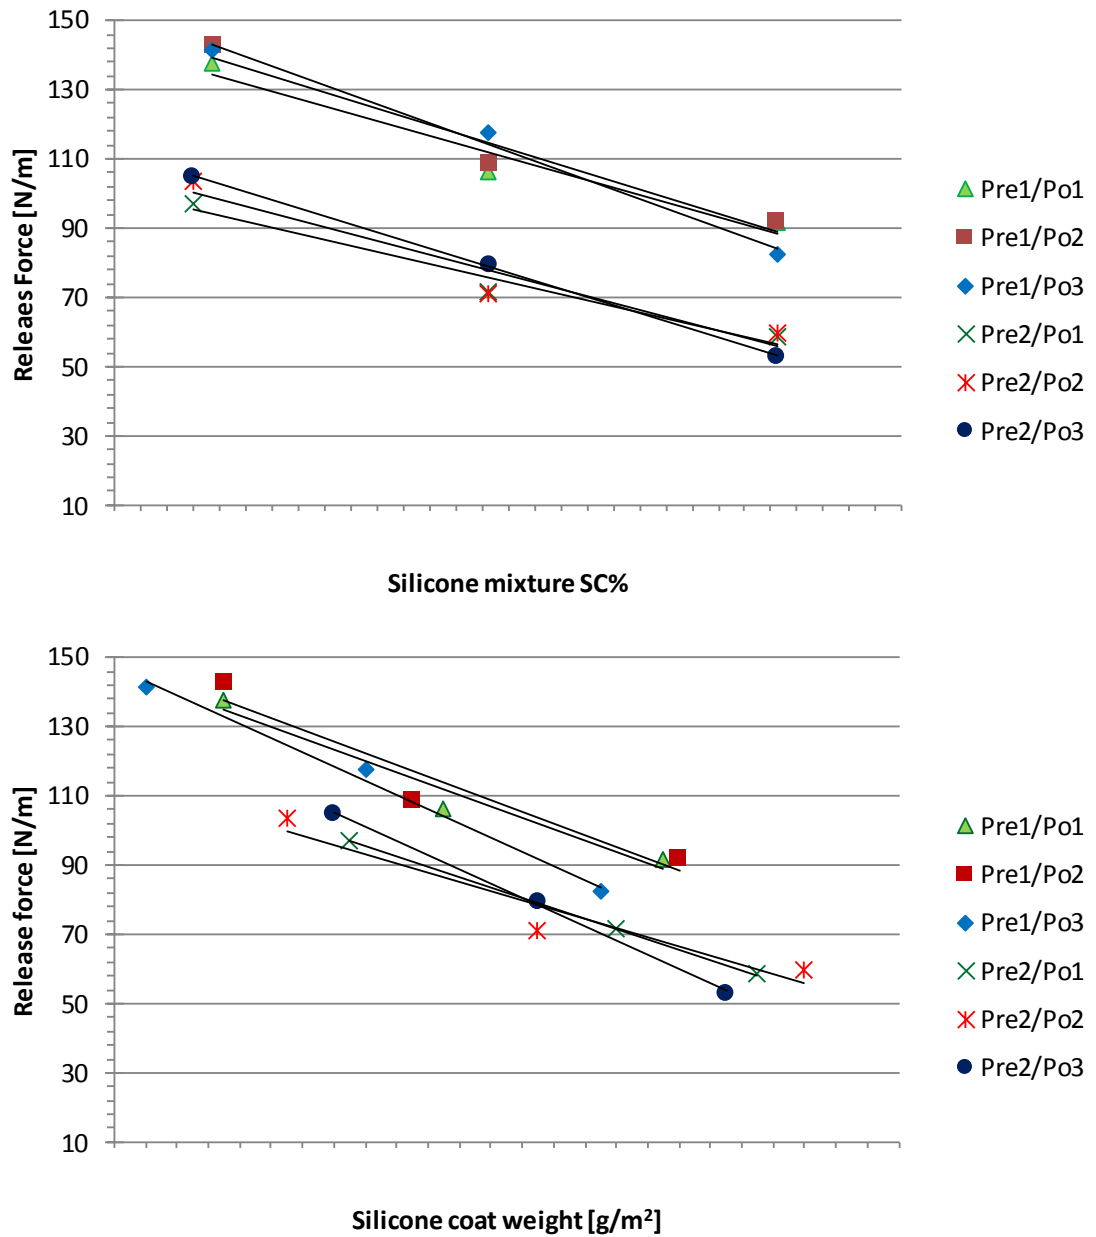 150
130
110
90
70
50
30
10
Releaes Force [N/m]
Silicone mixture SC%
Pre1/Po1
Pre1/Po2
Pre1/Po3
Pre2/Po1
Pre2/Po2
Pre2/Po3
150
130
110
90
70
50
30
10
Release force [N/m]
Silicone coat weight [g/m²]
Pre1/Po1
Pre1/Po2
Pre1/Po3
Pre2/Po1
Pre2/Po2
Pre2/Po3